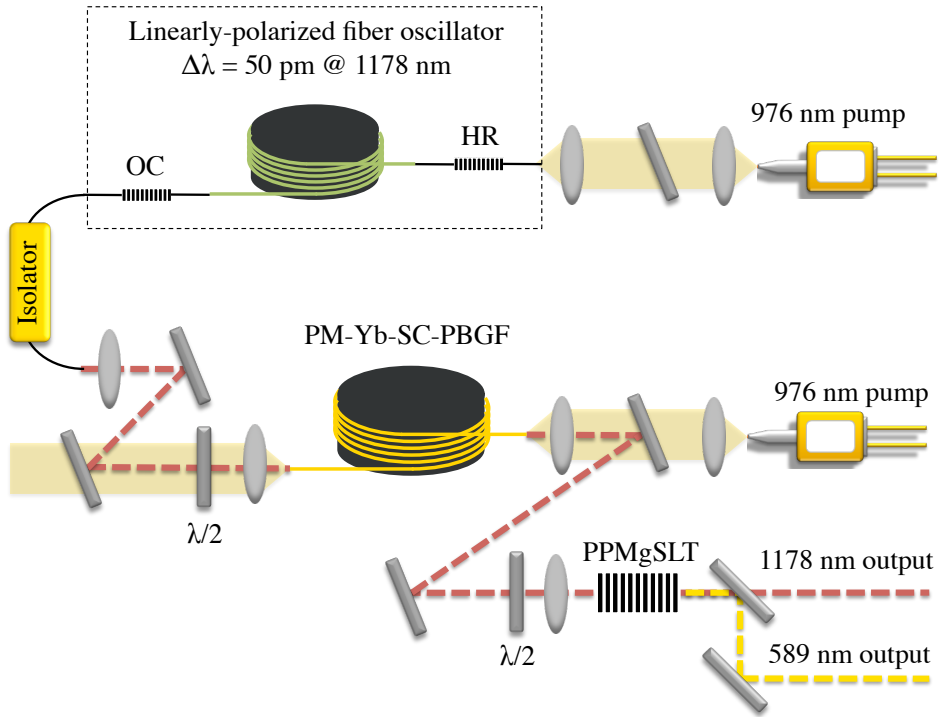 Linearly-polarized fiber oscillator
Δλ = 50 pm @ 1178 nm
976 nm pump
HR
OC
Isolator
PM-Yb-SC-PBGF
976 nm pump
λ/2
PPMgSLT
1178 nm output
λ/2
589 nm output